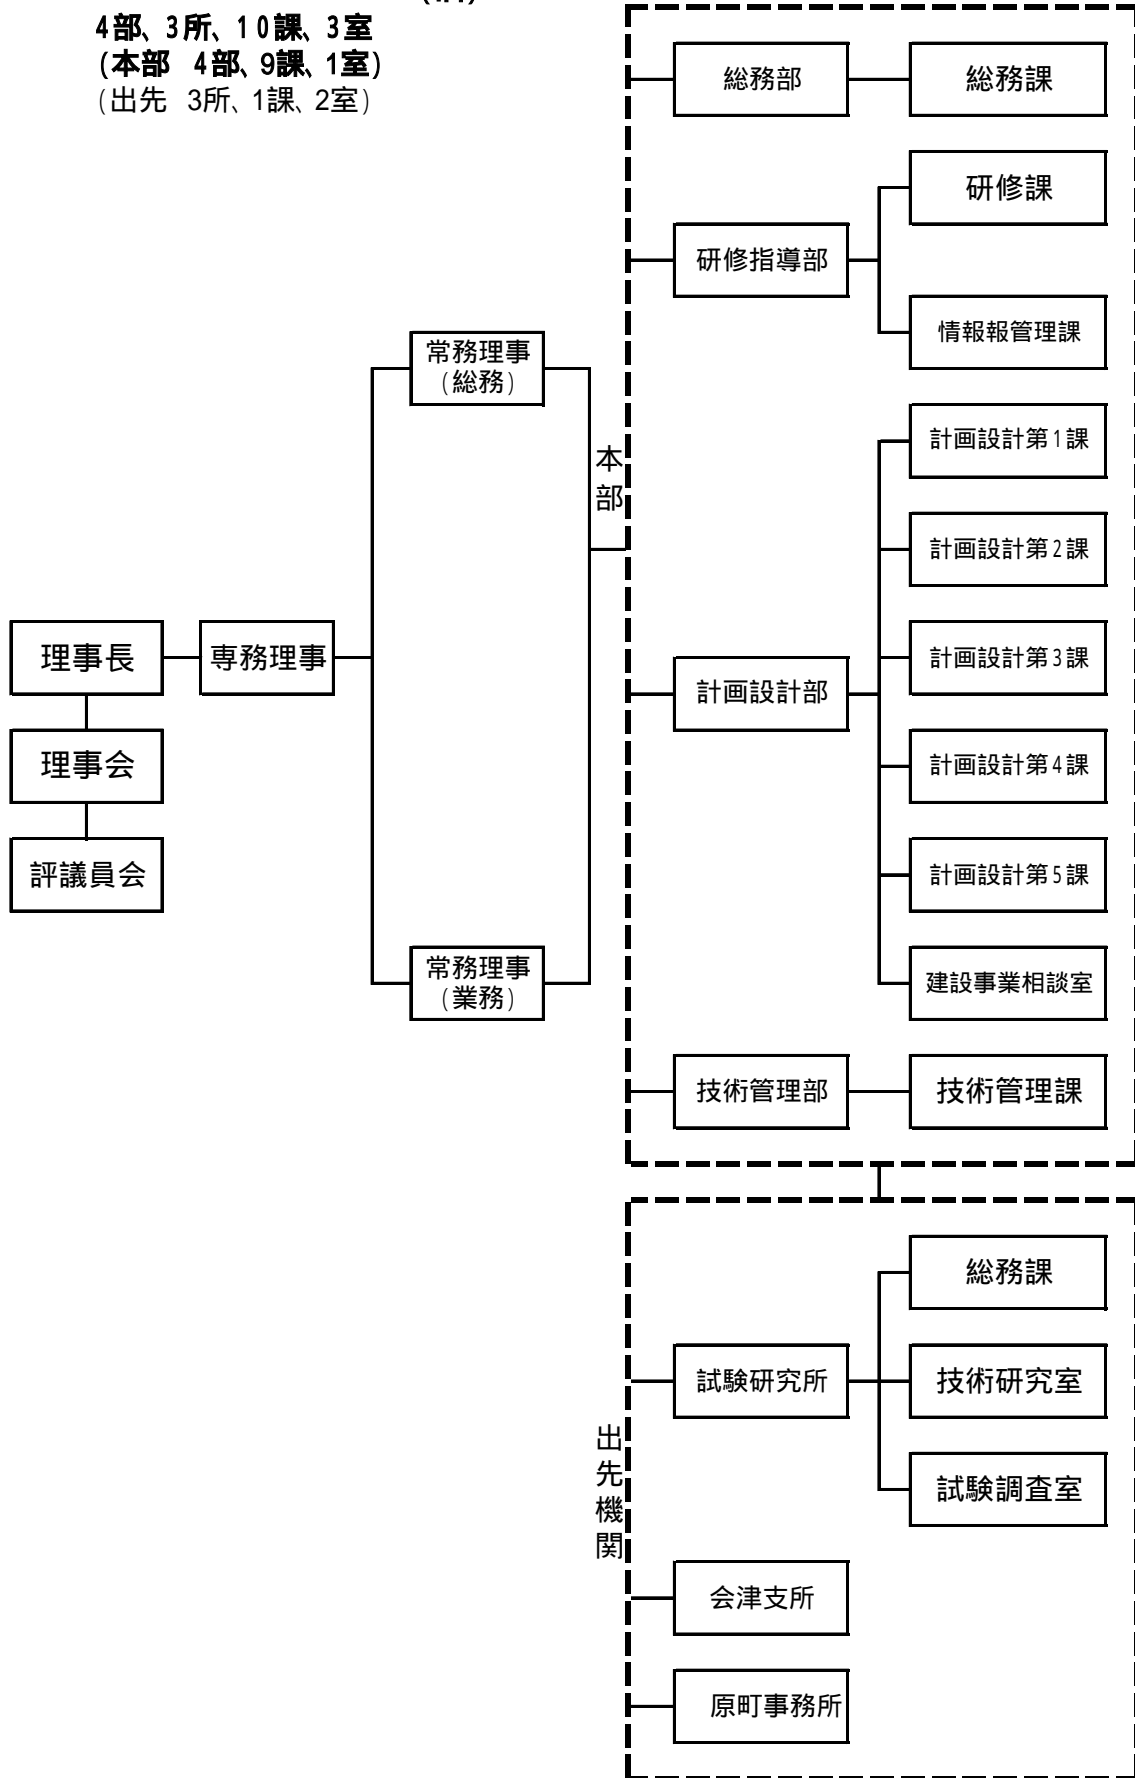 4部、3所、10課、3室
(本部 4部、9課、1室)
(出先 3所、1課、2室)
総務部
総務課
研修課
研修指導部
情報報管理課
常務理事
(総務)
本部
計画設計第1課
計画設計第2課
理事長
専務理事
計画設計第3課
計画設計部
理事会
計画設計第4課
評議員会
計画設計第5課
常務理事
(業務)
建設事業相談室
技術管理部
技術管理課
総務課
試験研究所
技術研究室
出先機関
試験調査室
会津支所
原町事務所